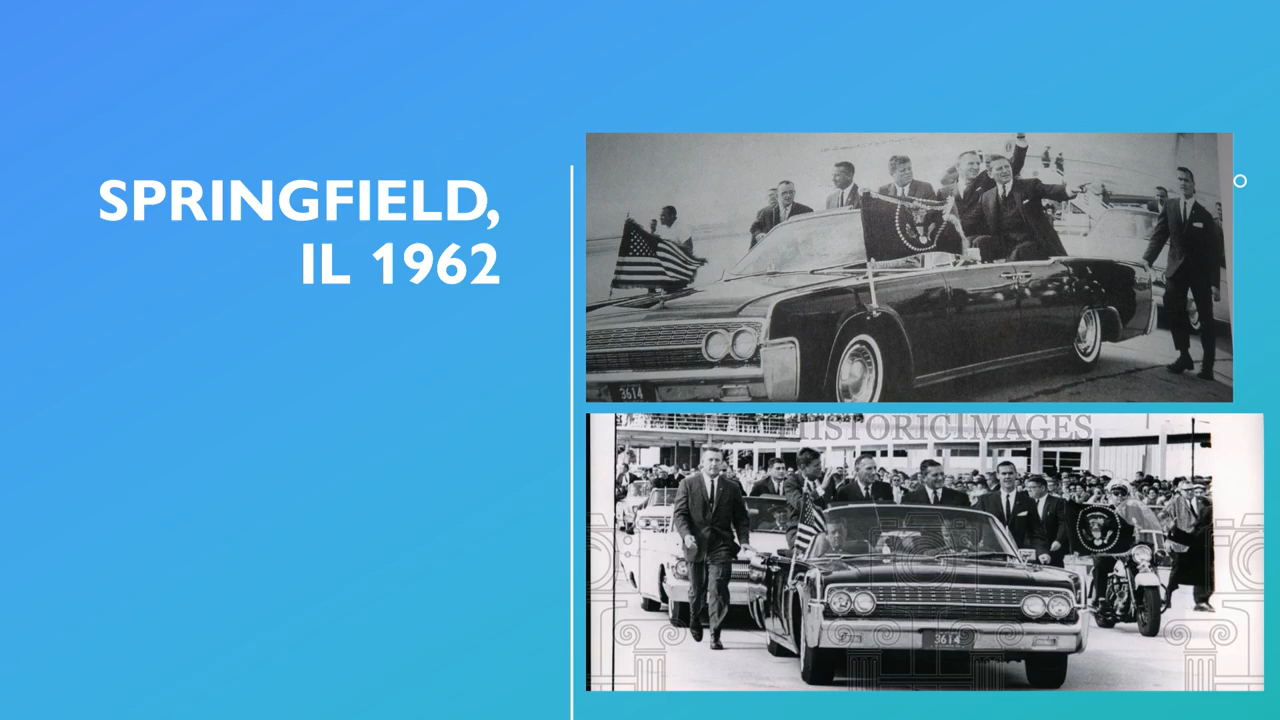 SPRINGFIELD,
IL 1962
3614
HISTORICIMAGES
3614